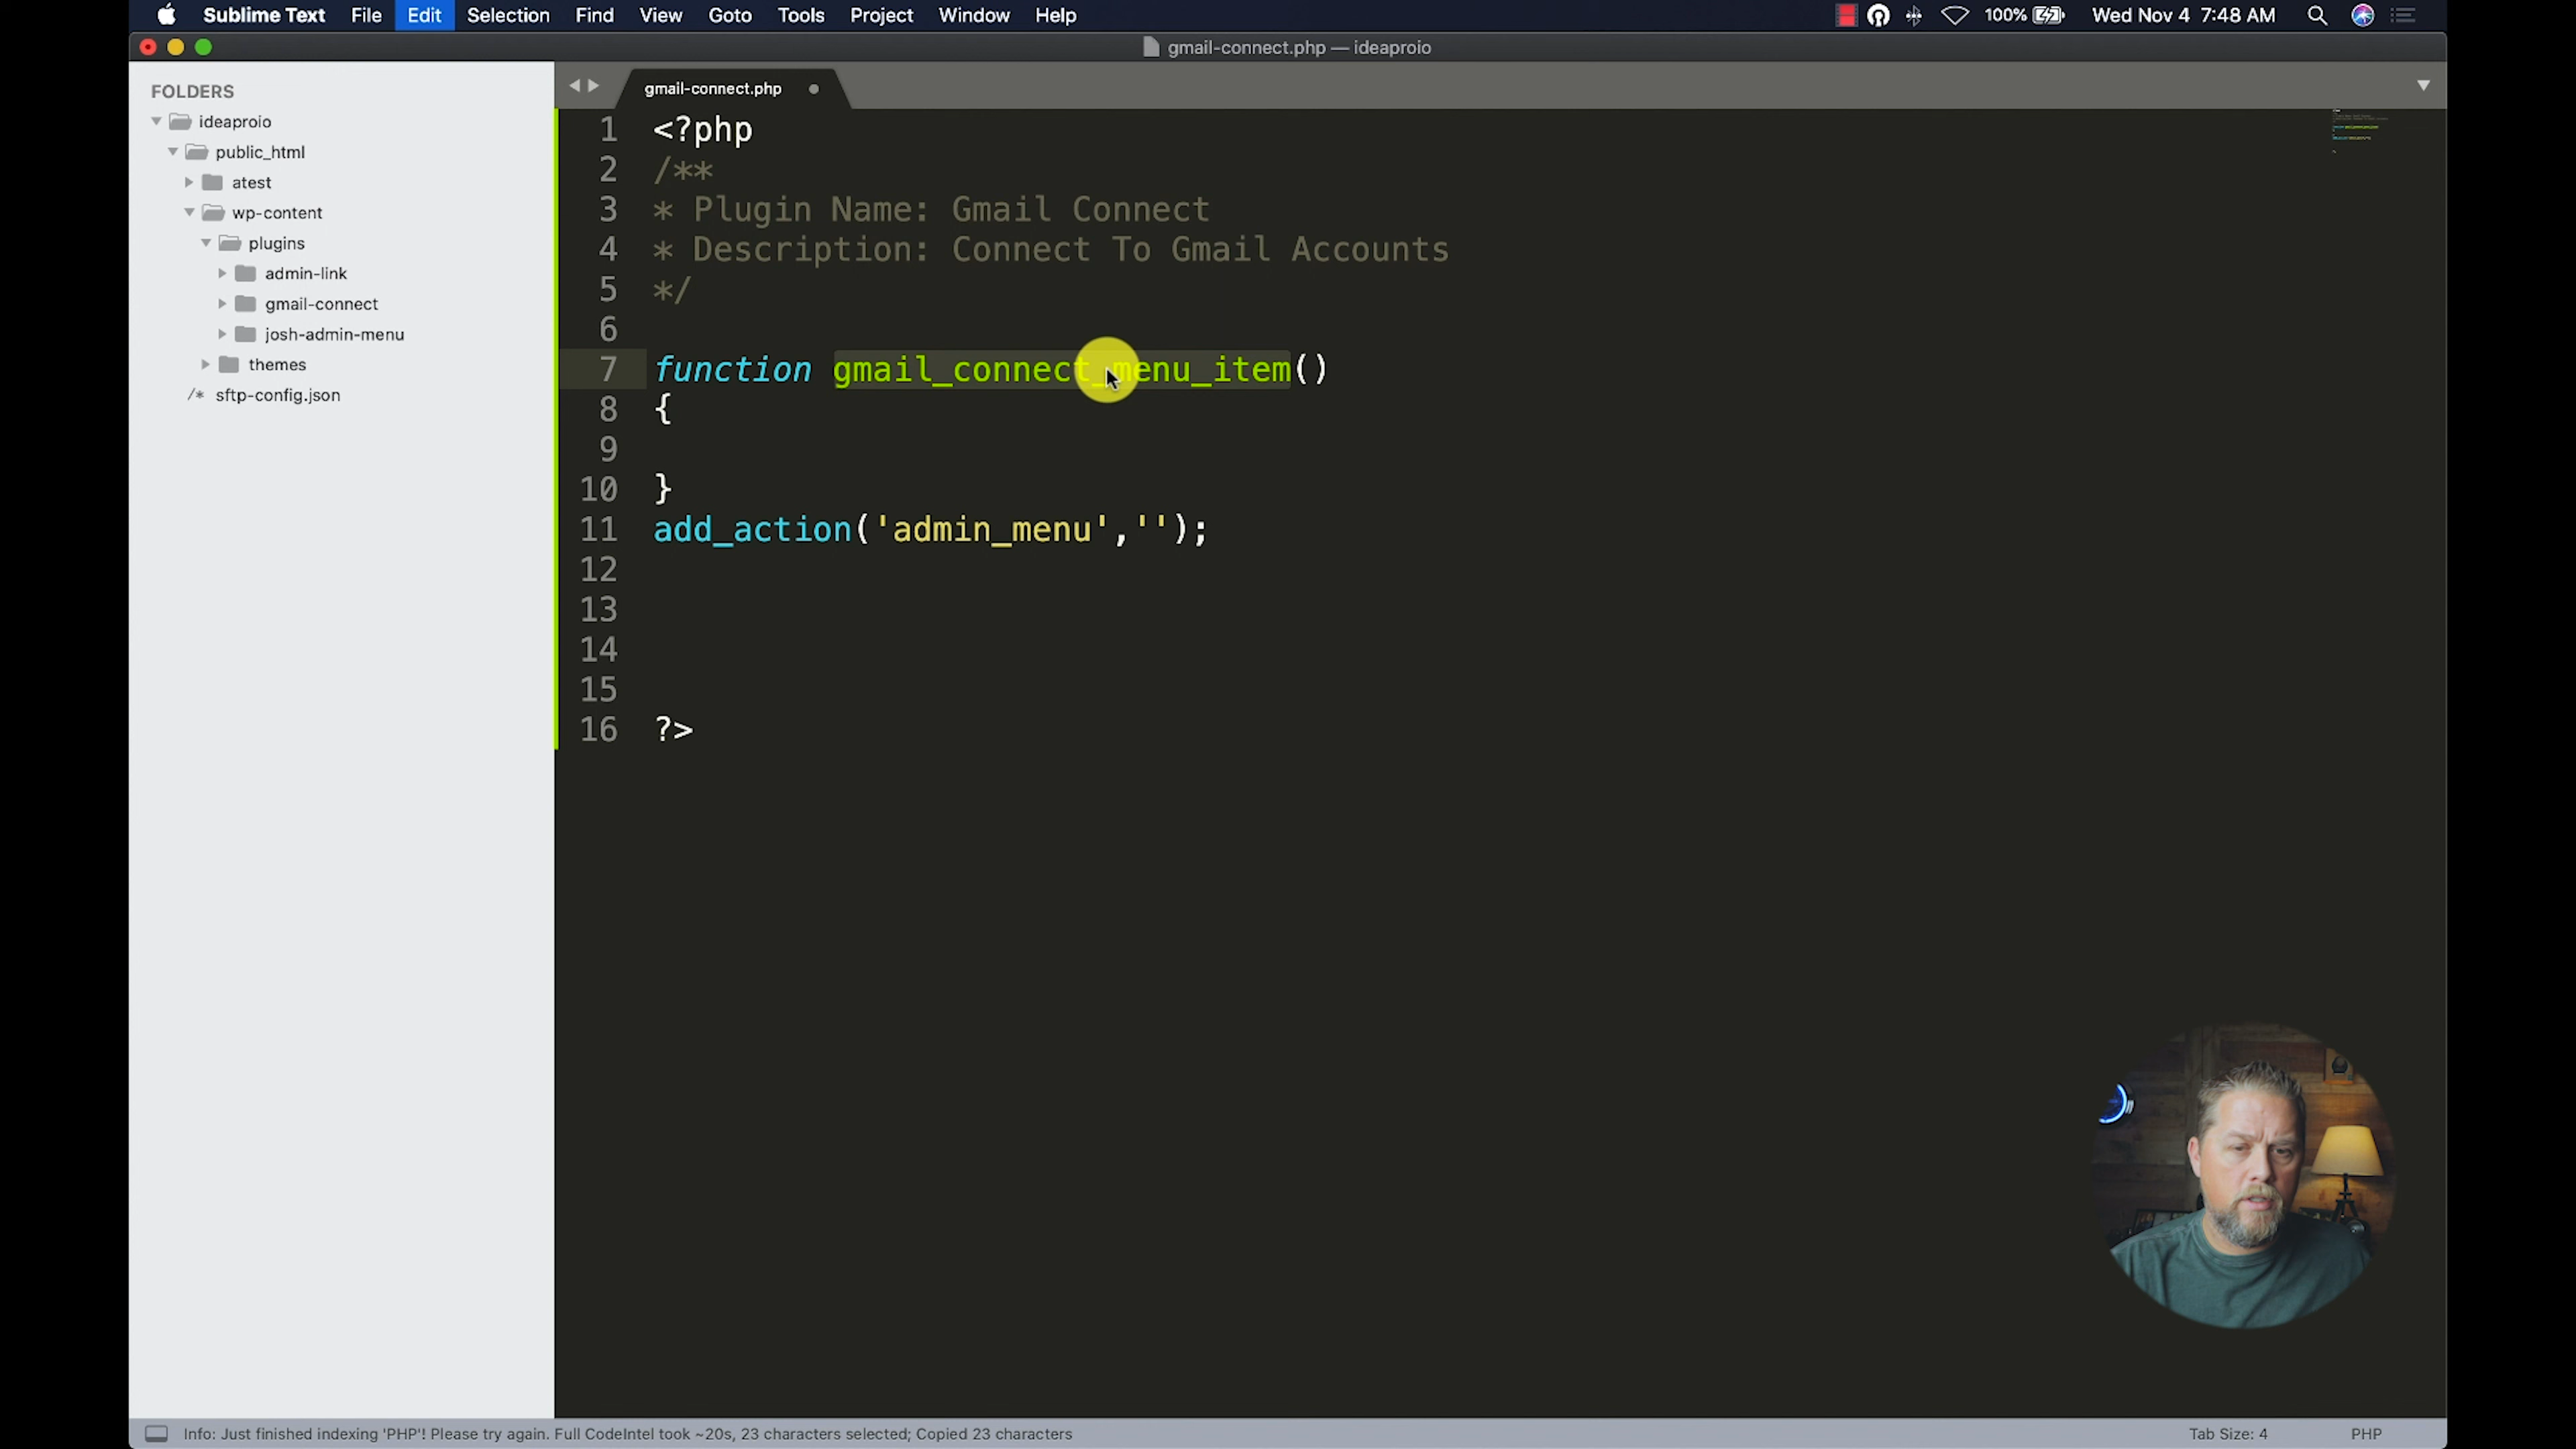 Sublime Text File Edit Selection Find View Goto Tools Project Window Help 100% Wed Nov 4 7:48 AM
gmail-connect.php — ideaproio
FOLDERS
ideaproio
public_html
atest
wp-content
plugins
admin-link
gmail-connect
josh-admin-menu
themes
/* sftp-config.json
gmail-connect.php
1 <?php
2 /**
3 * Plugin Name: Gmail Connect
4 * Description: Connect To Gmail Accounts
5 */
6
7 function gmail_connect_menu_item()
8 {
9
10 }
11 add_action('admin_menu','');
12
13
14
15
16 ?>
Info: Just finished indexing 'PHP'! Please try again. Full CodeIntel took ~20s, 23 characters selected; Copied 23 characters
Tab Size: 4 PHP